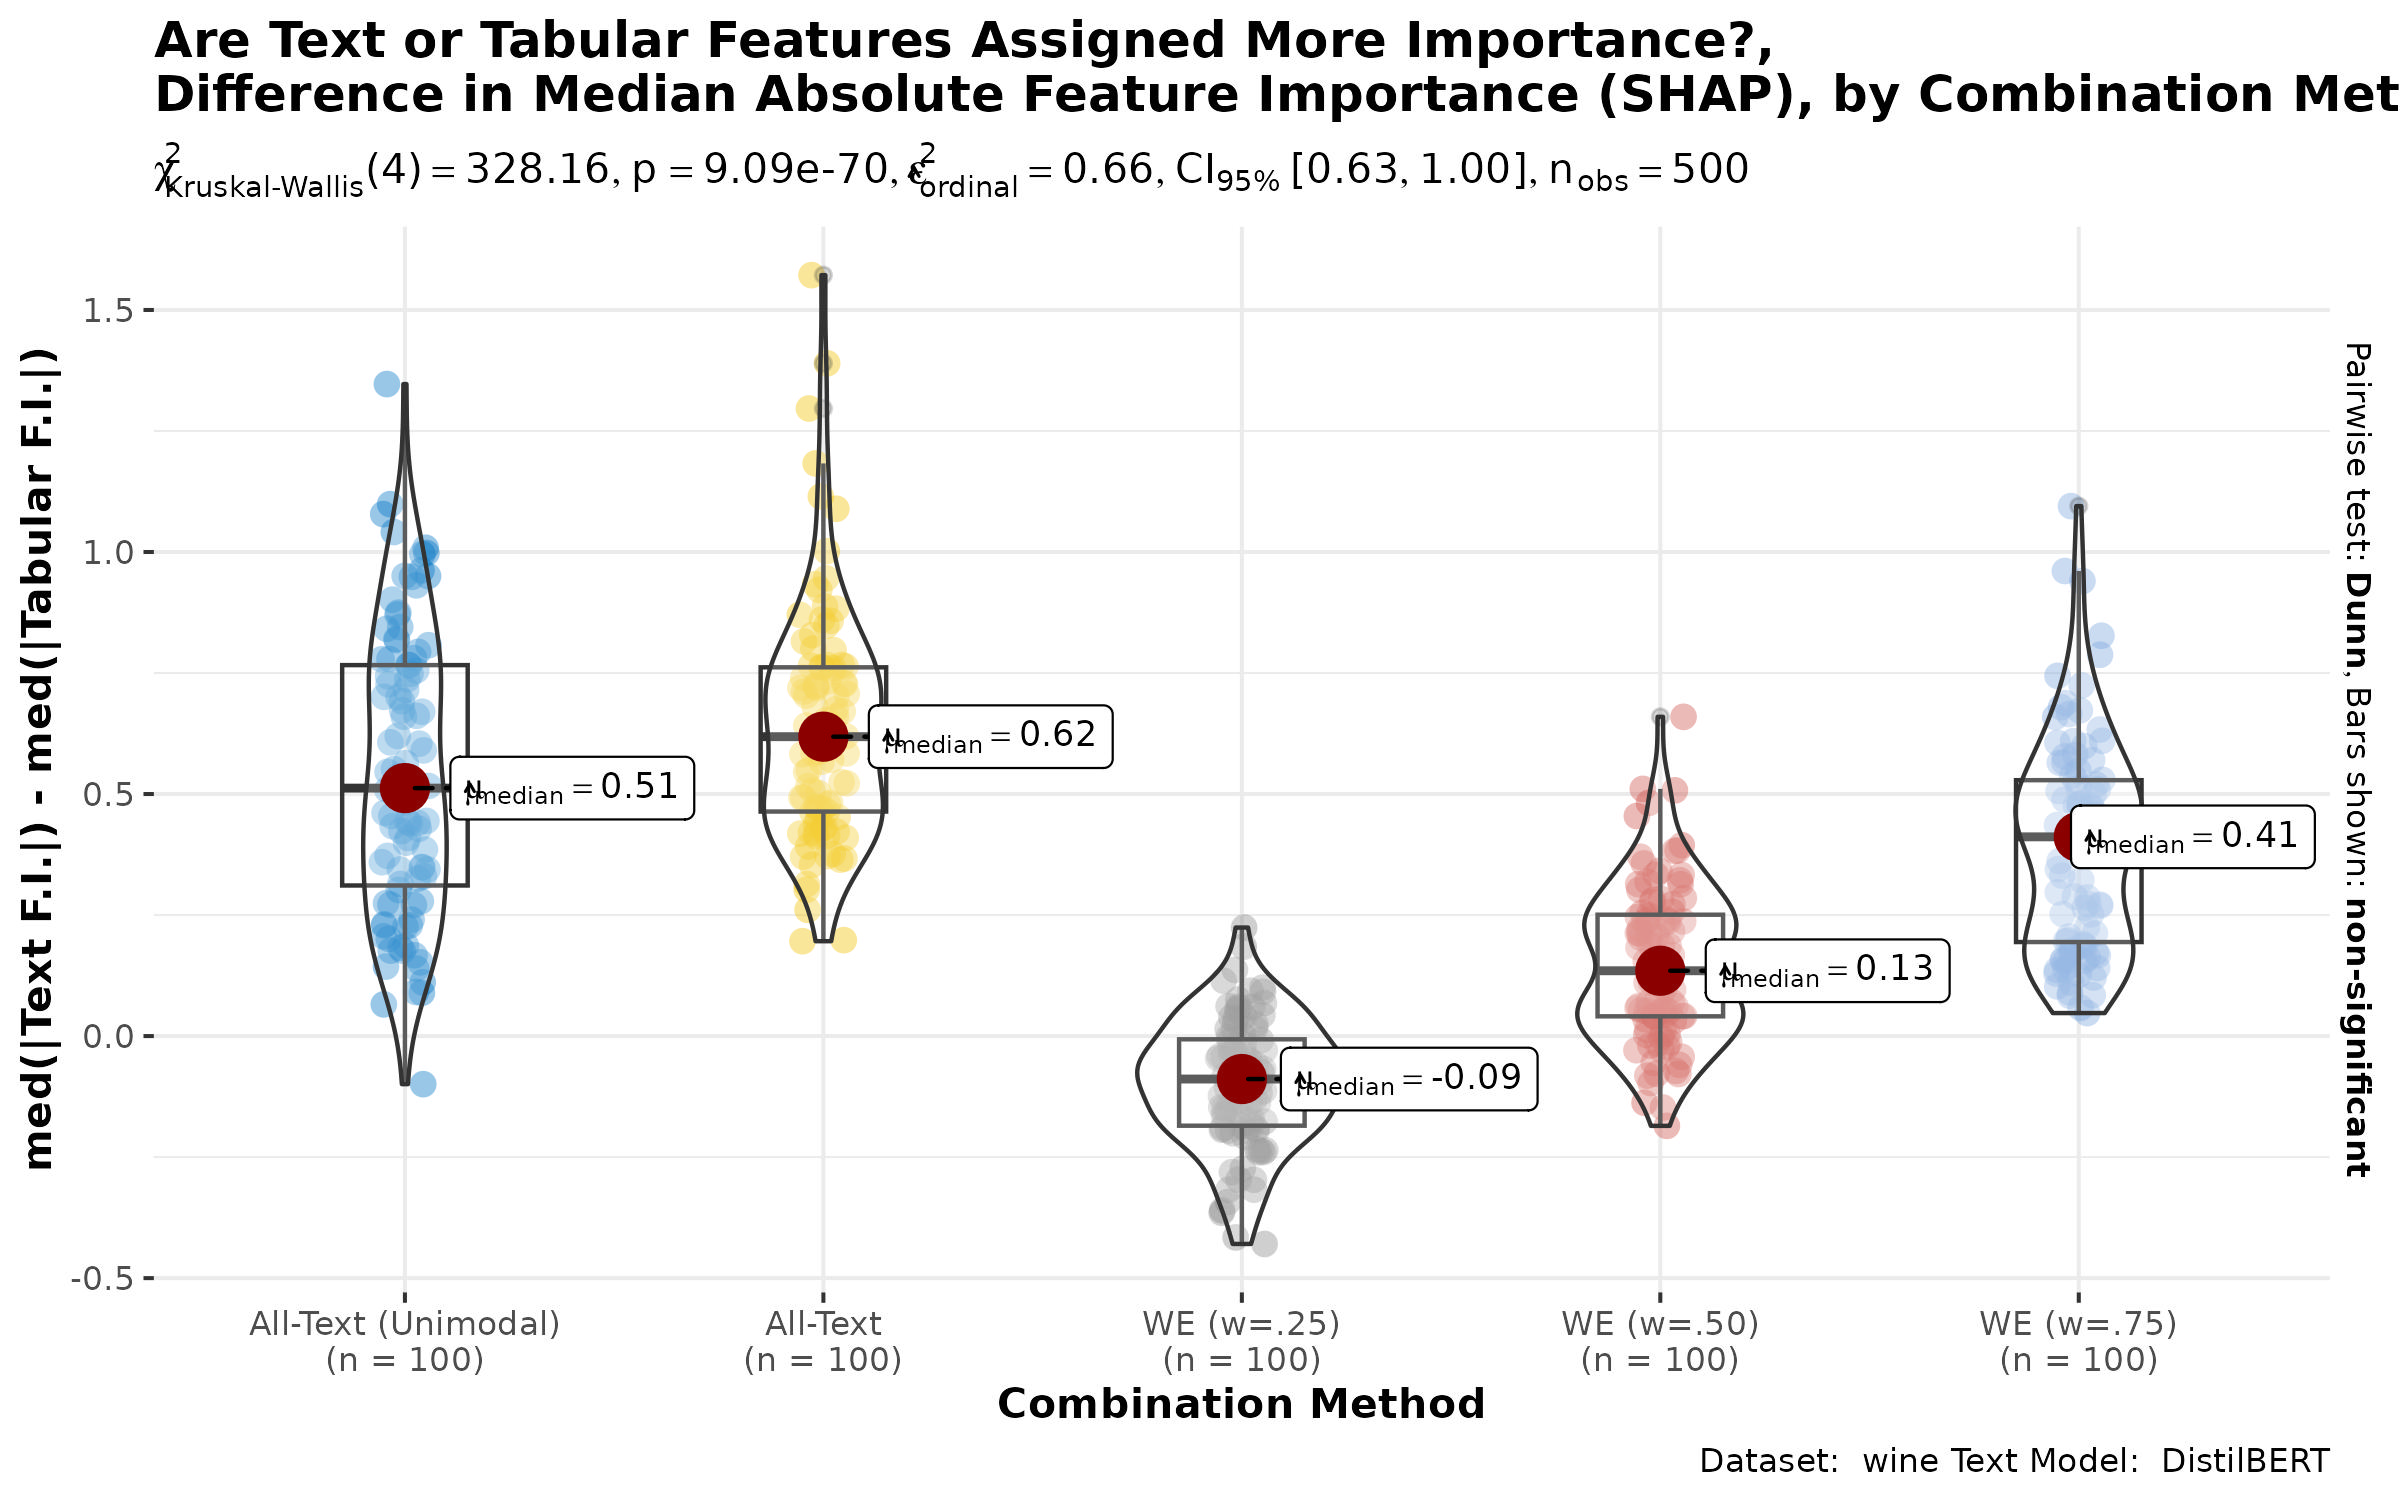 Are Text or Tabular Features Assigned More Importance?,
Difference in Median Absolute Feature Importance (SHAP), by Combination Met
χ²Kruskal-Wallis (4) = 328.16, p = 9.09e-70, ε̂²ordinal = 0.66, CI95% [0.63, 1.00], nobs = 500
med(|Text F.I.|) - med(|Tabular F.I.|)
1.5
1.0
0.5
0.0
-0.5
μ̂median = 0.51
μ̂median = 0.62
μ̂median = -0.09
μ̂median = 0.13
μ̂median = 0.41
Pairwise test: Dunn, Bars shown: non-significant
All-Text (Unimodal)
(n = 100)
All-Text
(n = 100)
WE (w=.25)
(n = 100)
WE (w=.50)
(n = 100)
WE (w=.75)
(n = 100)
Combination Method
Dataset:  wine Text Model:  DistilBERT